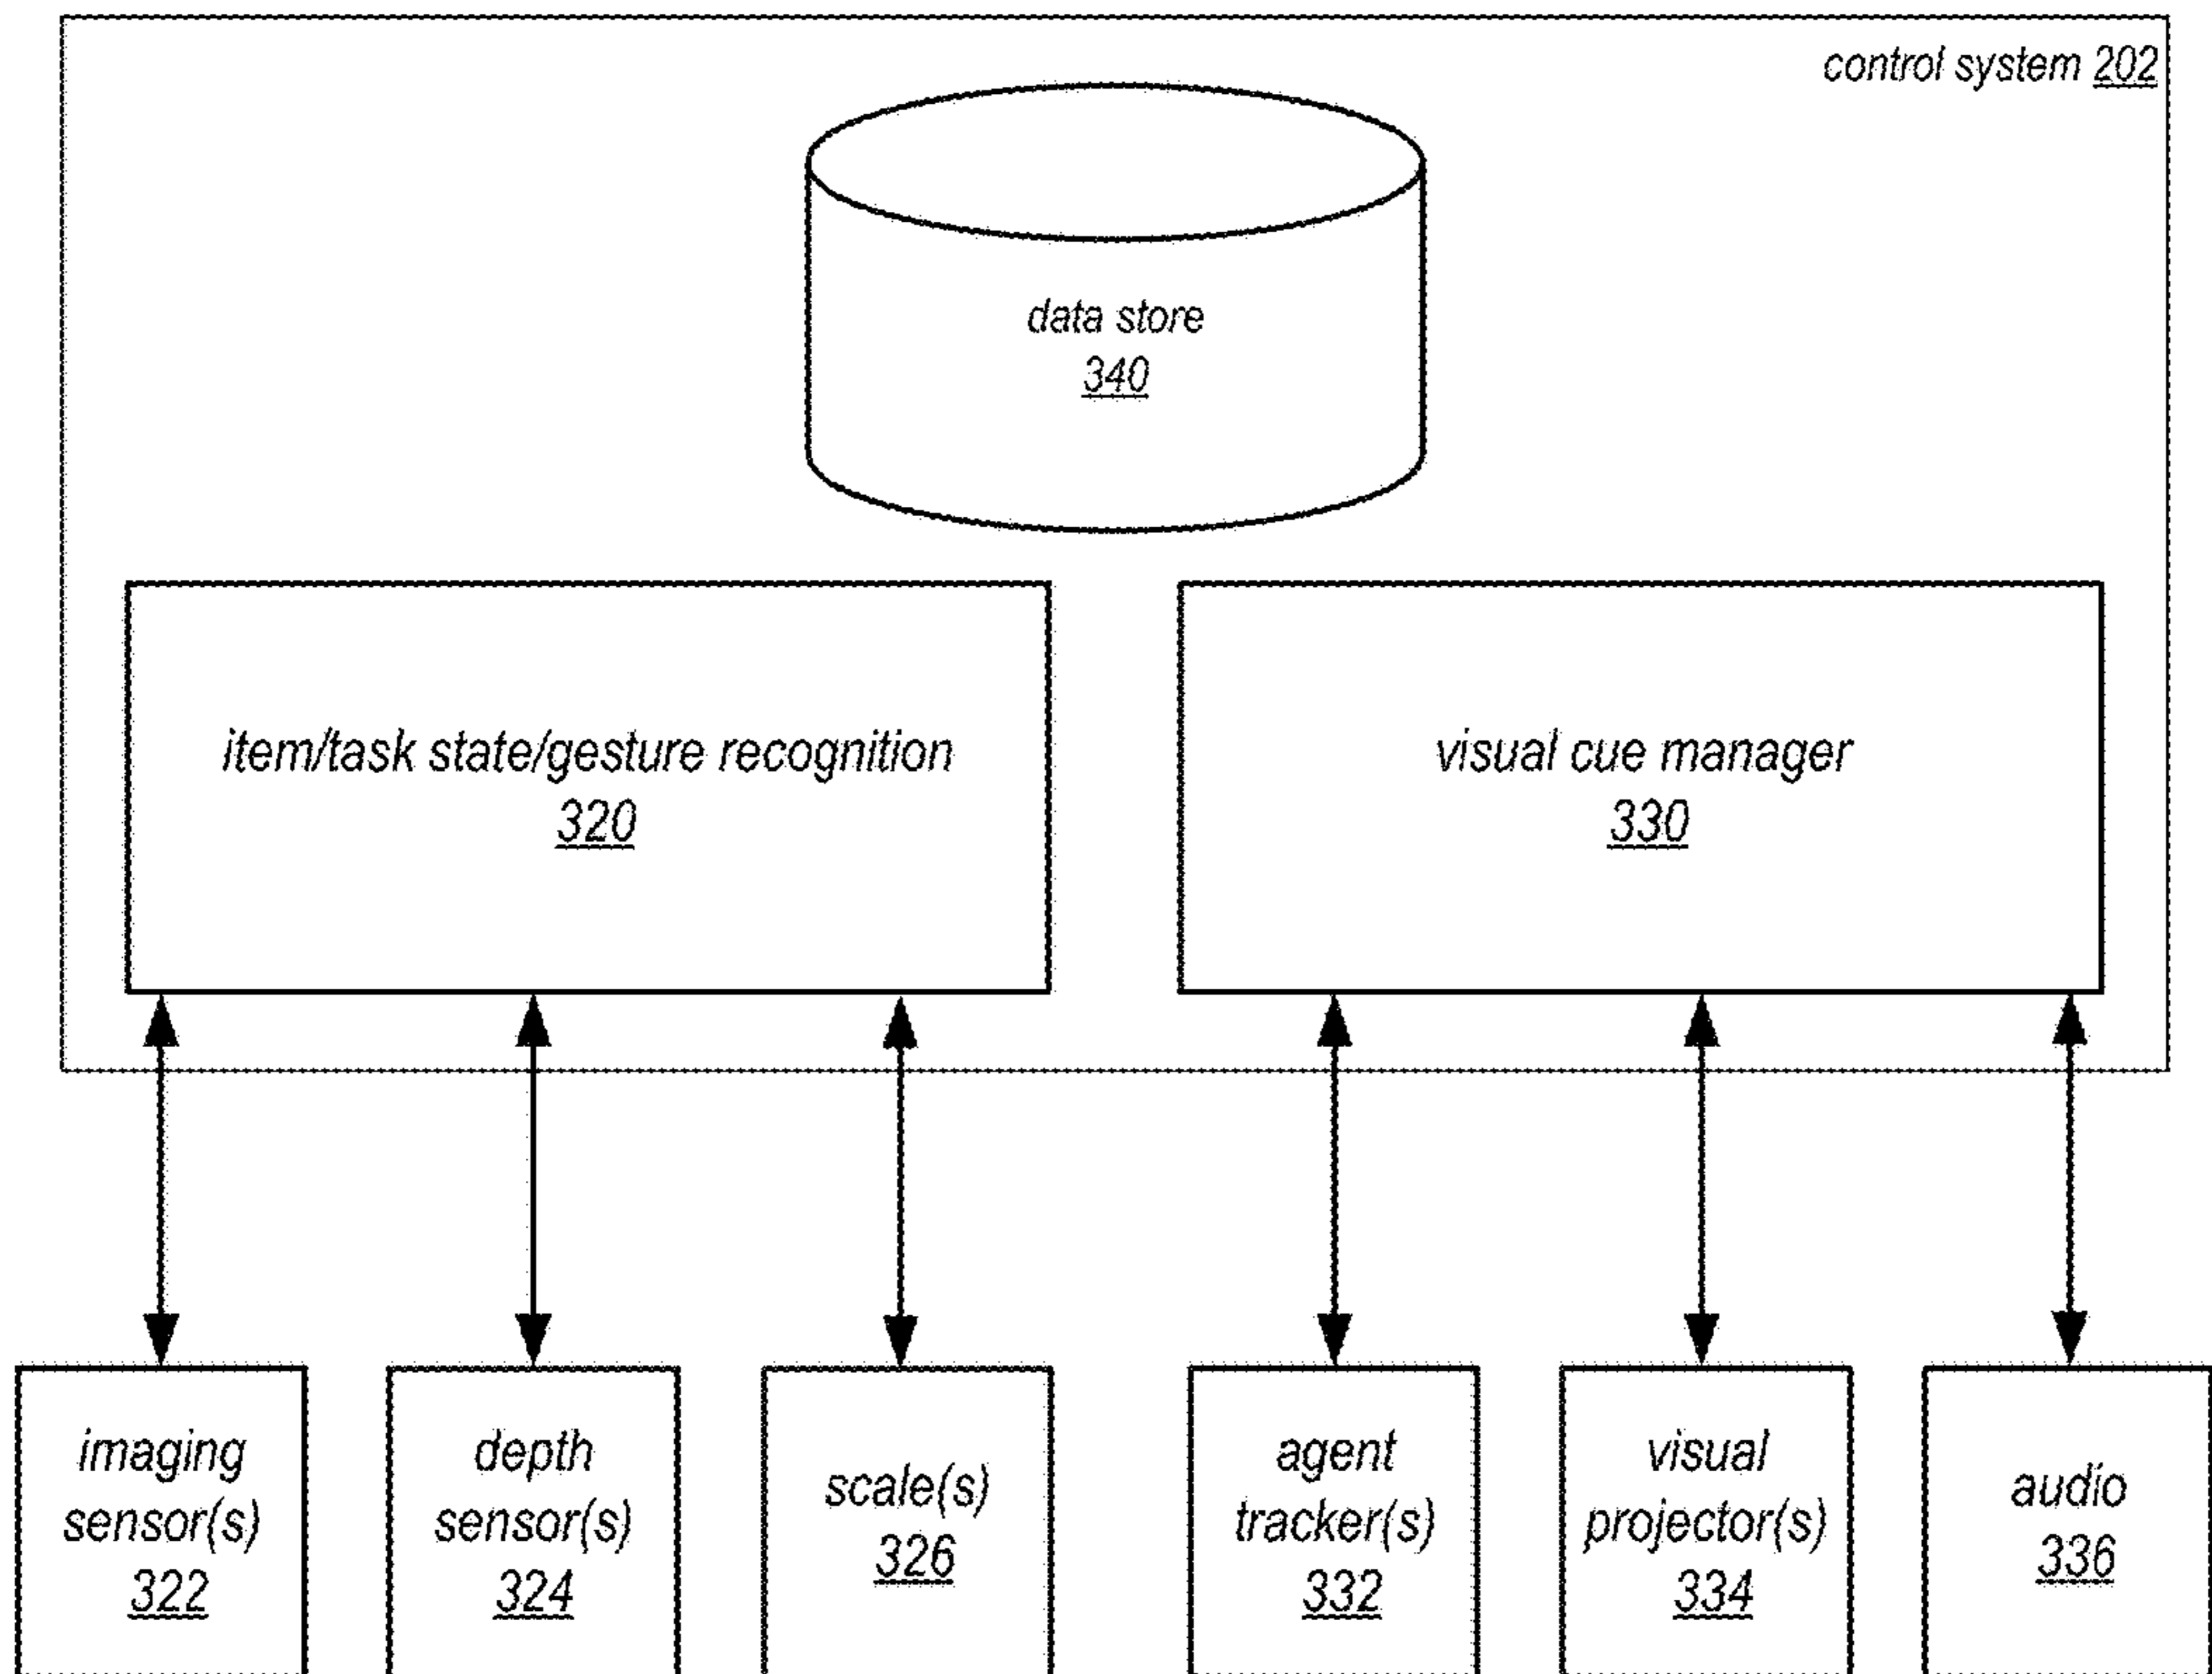 control system 202
data store
340
item/task state/gesture recognition
320
visual cue manager
330
imaging
sensor(s)
322
depth
sensor(s)
324
scale(s)
326
agent
tracker(s)
332
visual
projector(s)
334
audio
336